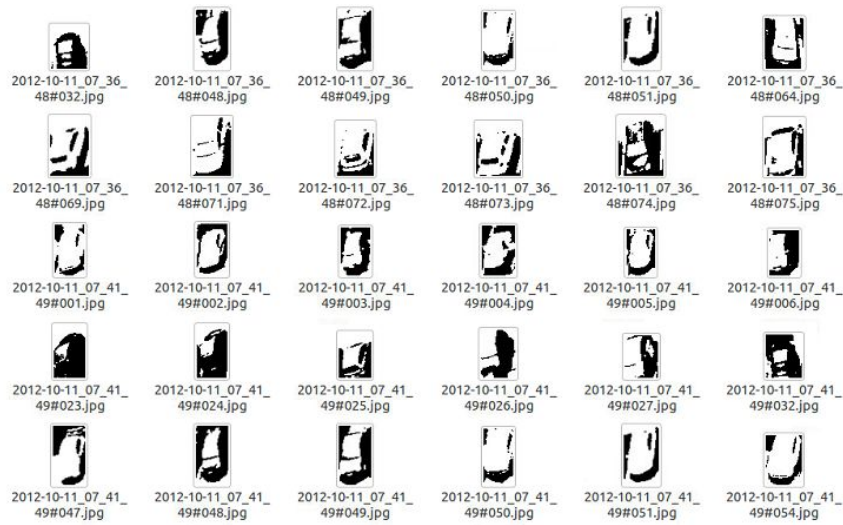 2012-10-11_07_36_ 2012-10-11_07_36_ 2012-10-11_07_36_ 2012-10-11_07_36_ 2012-10-11_07_36_ 2012-10-11_07_36_
48#032.jpg 48#048.jpg 48#049.jpg 48#050.jpg 48#051.jpg 48#064.jpg
2012-10-11_07_36_ 2012-10-11_07_36_ 2012-10-11_07_36_ 2012-10-11_07_36_ 2012-10-11_07_36_ 2012-10-11_07_36_
48#069.jpg 48#071.jpg 48#072.jpg 48#073.jpg 48#074.jpg 48#075.jpg
2012-10-11_07_41_ 2012-10-11_07_41_ 2012-10-11_07_41_ 2012-10-11_07_41_ 2012-10-11_07_41_ 2012-10-11_07_41_
49#001.jpg 49#002.jpg 49#003.jpg 49#004.jpg 49#005.jpg 49#006.jpg
2012-10-11_07_41_ 2012-10-11_07_41_ 2012-10-11_07_41_ 2012-10-11_07_41_ 2012-10-11_07_41_ 2012-10-11_07_41_
49#023.jpg 49#024.jpg 49#025.jpg 49#026.jpg 49#027.jpg 49#032.jpg
2012-10-11_07_41_ 2012-10-11_07_41_ 2012-10-11_07_41_ 2012-10-11_07_41_ 2012-10-11_07_41_ 2012-10-11_07_41_
49#047.jpg 49#048.jpg 49#049.jpg 49#050.jpg 49#051.jpg 49#054.jpg